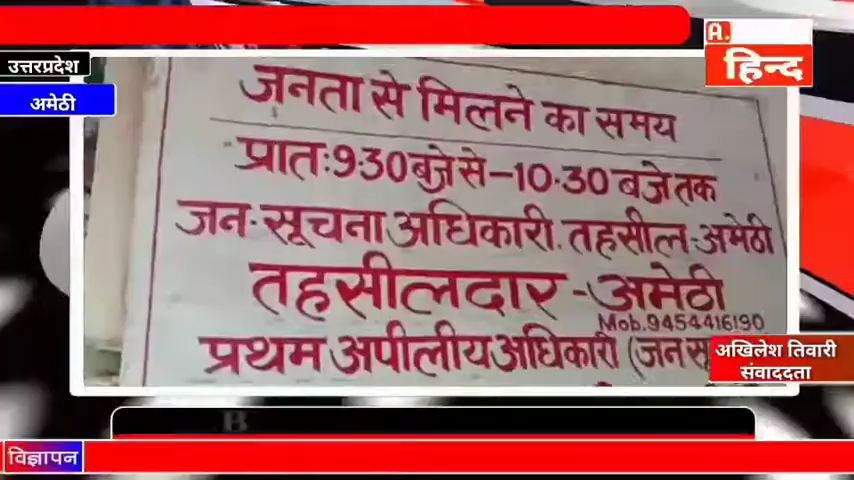 A.
हिन्द
उत्तरप्रदेश
अमेठी
जनता से मिलने का समय
प्रातः 9.30 बजे से - 10.30 बजे तक
जन-सूचना अधिकारी. तहसील-अमेठी
तहसीलदार - अमेठी
Mob.9454416190
प्रथम अपीलीय अधिकारी (जन सू
अखिलेश तिवारी
संवाददता
B
विज्ञापन